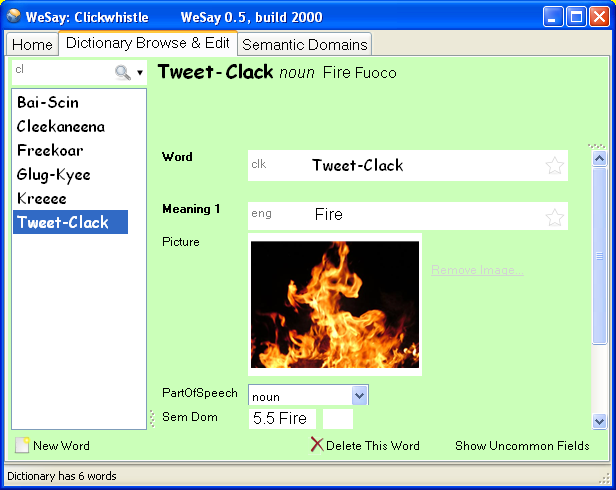 WeSay: Clickwhistle WeSay 0.5, build 2000
Home Dictionary Browse & Edit Semantic Domains
cl
Bai-Scin
Cleekaneena
Freekoar
Glug-Kyee
Kreeee
Tweet-Clack
Tweet-Clack noun Fire Fuoco
Word clk Tweet-Clack
Meaning 1 eng Fire
Picture
Remove Image...
PartOfSpeech noun
Sem Dom 5.5 Fire
New Word Delete This Word Show Uncommon Fields
Dictionary has 6 words